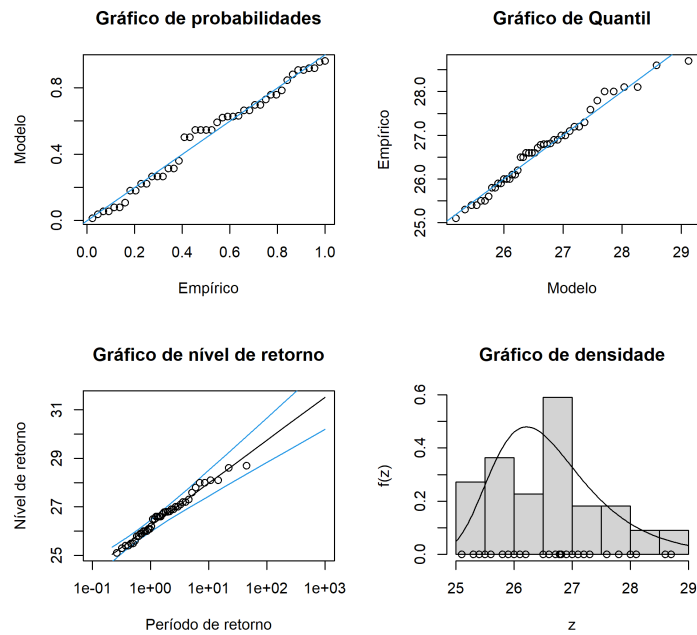 Gráfico de probabilidades
Modelo
0.0 0.4 0.8
0.0 0.2 0.4 0.6 0.8 1.0
Empírico
Gráfico de Quantil
Empírico
25.0 26.0 27.0 28.0
26 27 28 29
Modelo
Gráfico de nível de retorno
Nível de retorno
25 27 29 31
1e-01 1e+00 1e+01 1e+02 1e+03
Período de retorno
Gráfico de densidade
f(z)
0.0 0.2 0.4 0.6
25 26 27 28 29
z